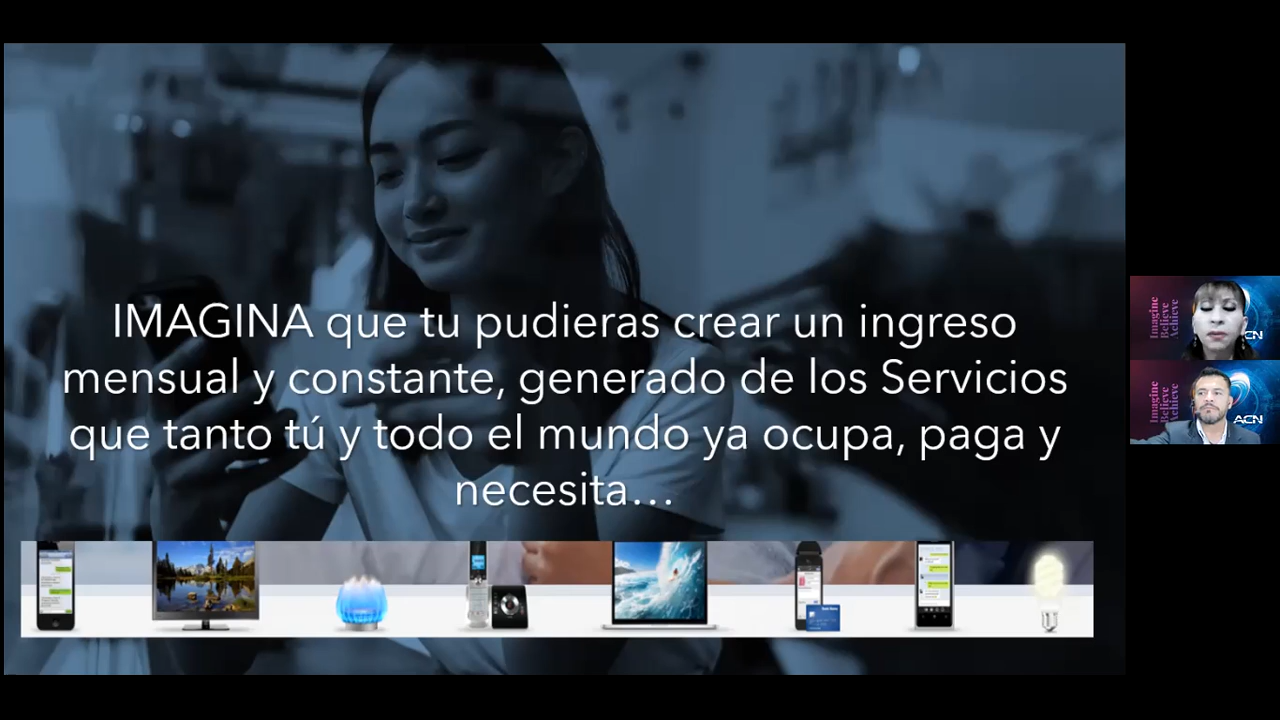 IMAGINA que tu pudieras crear un ingreso
mensual y constante, generado de los Servicios
que tanto tú y todo el mundo ya ocupa, paga y
necesita...
Imagine
Believe
Achieve
CN
Imagine
Believe
Achieve
ACN